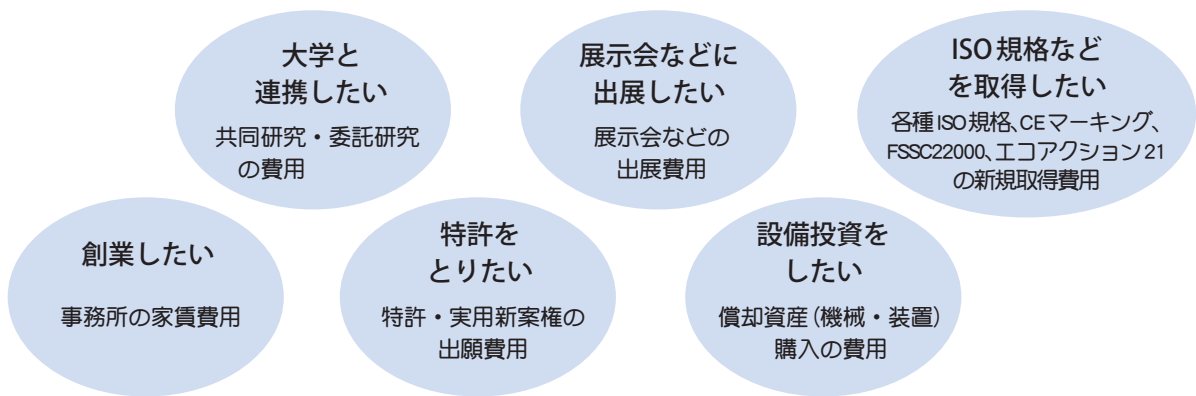 大学と
連携したい
共同研究・委託研究
の費用
展示会などに
出展したい
展示会などの
出展費用
ISO規格など
を取得したい
各種ISO規格、CEマーキング、
FSSC22000、エコアクション21
の新規取得費用
創業したい
事務所の家賃費用
特許を
とりたい
特許・実用新案権の
出願費用
設備投資を
したい
償却資産(機械・装置)
購入の費用